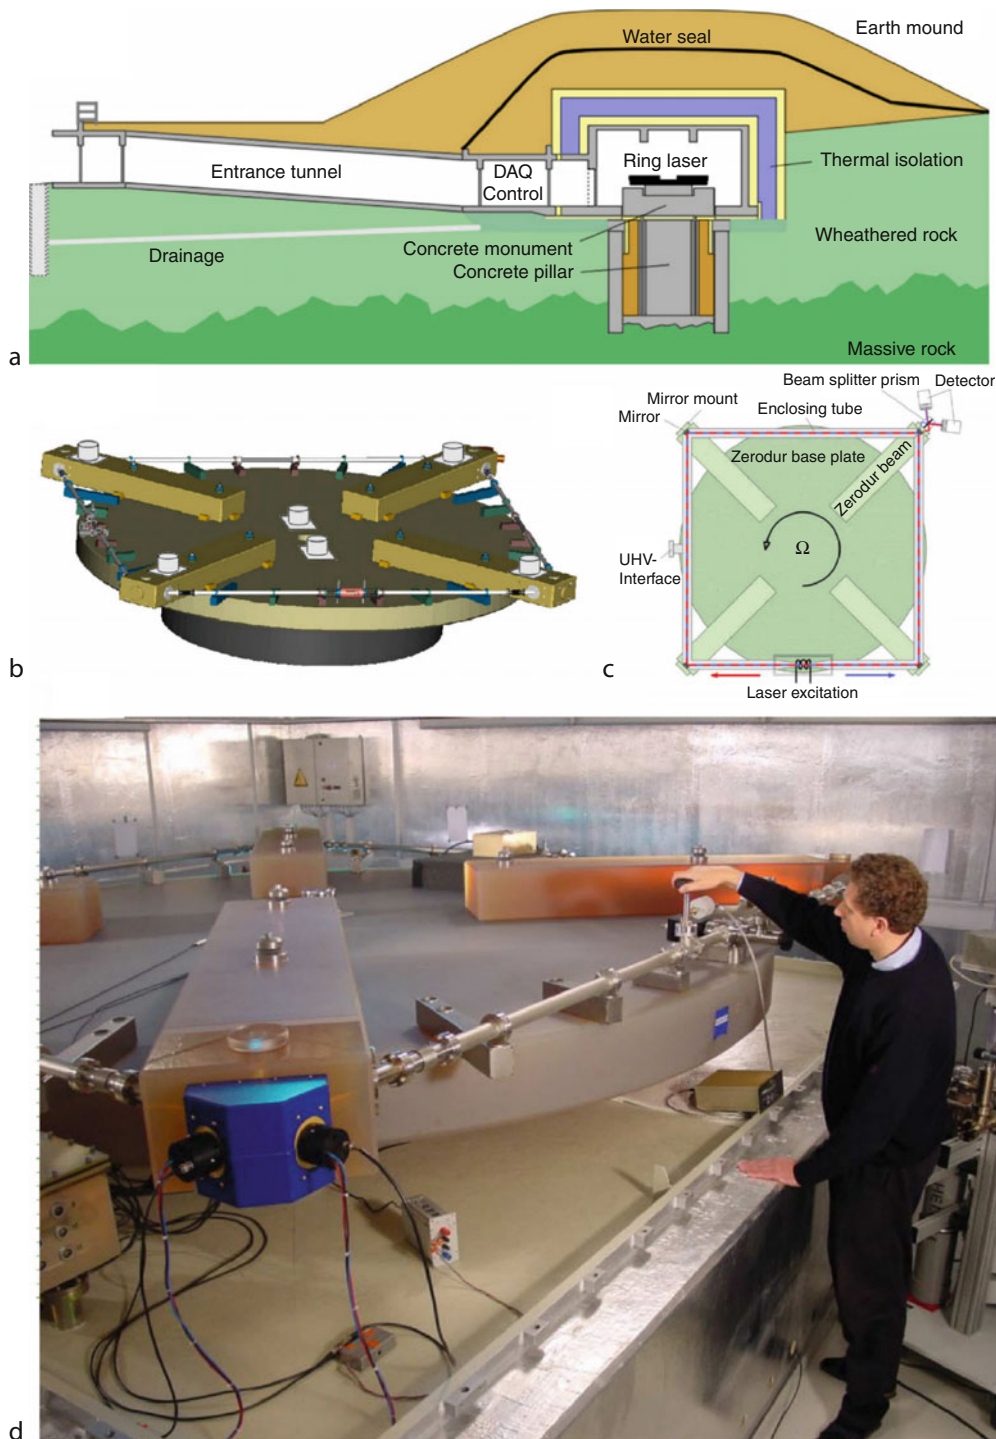 Earth mound
Water seal
Entrance tunnel
DAQ
Control
Ring laser
Thermal isolation
Drainage
Concrete monument
Concrete pillar
Wheathered rock
Massive rock
a
Beam splitter prism
Detector
Mirror mount
Mirror
Enclosing tube
Zerodur base plate
Zerodur beam
Ω
UHV-
Interface
Laser excitation
b
c
d